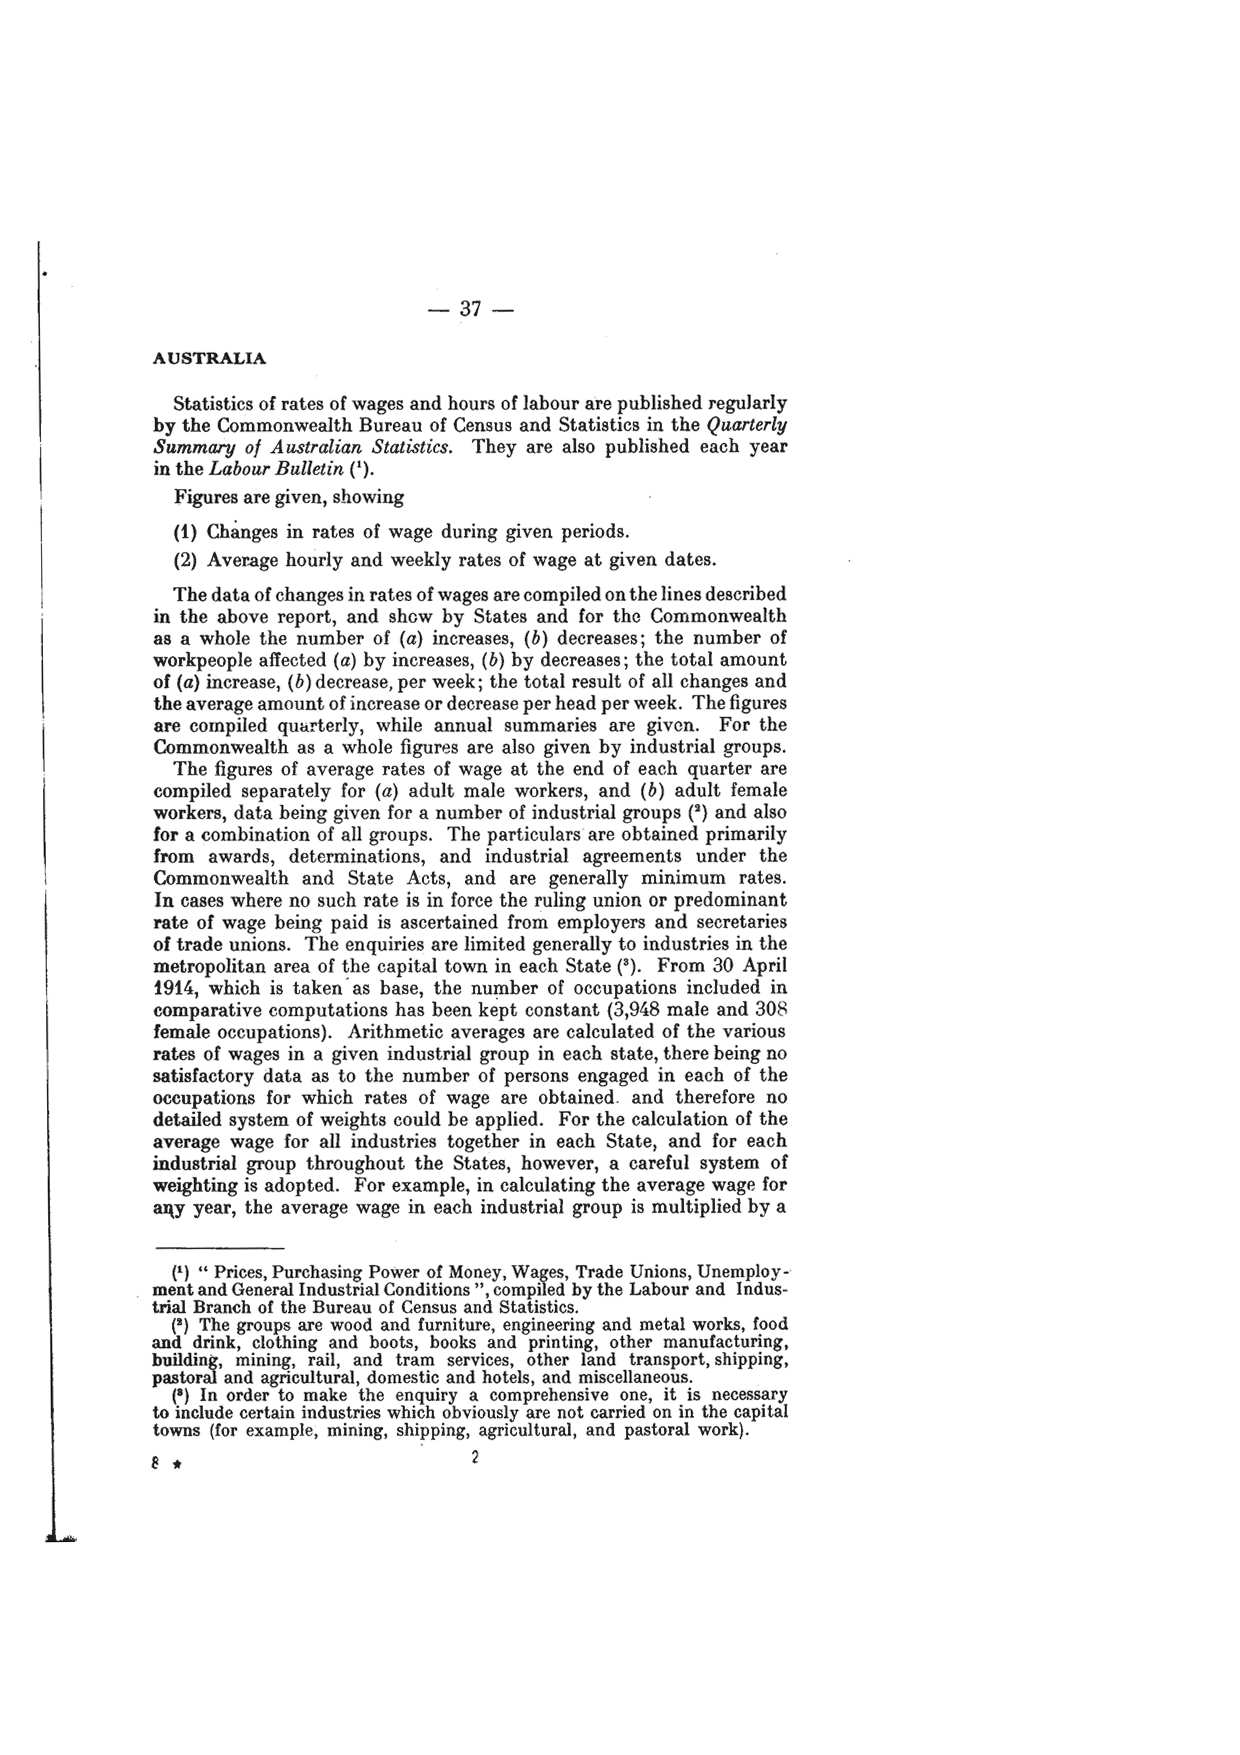 — 37 —
AUSTRALIA
Statistics of rates of wages and hours of labour are published regularly
by the Commonwealth Bureau of Census and Statistics in the Quarterly
Summary of Australian Statistics. They are also published each year
in the Labour Bulletin (¹).
Figures are given, showing
(1) Changes in rates of wage during given periods.
(2) Average hourly and weekly rates of wage at given dates.
The data of changes in rates of wages are compiled on the lines described
in the above report, and show by States and for the Commonwealth
as a whole the number of (a) increases, (b) decreases; the number of
workpeople affected (a) by increases, (b) by decreases; the total amount
of (a) increase, (b) decrease, per week; the total result of all changes and
the average amount of increase or decrease per head per week. The figures
are compiled quarterly, while annual summaries are given. For the
Commonwealth as a whole figures are also given by industrial groups.
The figures of average rates of wage at the end of each quarter are
compiled separately for (a) adult male workers, and (b) adult female
workers, data being given for a number of industrial groups (²) and also
for a combination of all groups. The particulars are obtained primarily
from awards, determinations, and industrial agreements under the
Commonwealth and State Acts, and are generally minimum rates.
In cases where no such rate is in force the ruling union or predominant
rate of wage being paid is ascertained from employers and secretaries
of trade unions. The enquiries are limited generally to industries in the
metropolitan area of the capital town in each State (³). From 30 April
1914, which is taken as base, the number of occupations included in
comparative computations has been kept constant (3,948 male and 308
female occupations). Arithmetic averages are calculated of the various
rates of wages in a given industrial group in each state, there being no
satisfactory data as to the number of persons engaged in each of the
occupations for which rates of wage are obtained. and therefore no
detailed system of weights could be applied. For the calculation of the
average wage for all industries together in each State, and for each
industrial group throughout the States, however, a careful system of
weighting is adopted. For example, in calculating the average wage for
any year, the average wage in each industrial group is multiplied by a
(¹) “ Prices, Purchasing Power of Money, Wages, Trade Unions, Unemploy-
ment and General Industrial Conditions ”, compiled by the Labour and Indus-
trial Branch of the Bureau of Census and Statistics.
(²) The groups are wood and furniture, engineering and metal works, food
and drink, clothing and boots, books and printing, other manufacturing,
building, mining, rail, and tram services, other land transport, shipping,
pastoral and agricultural, domestic and hotels, and miscellaneous.
(³) In order to make the enquiry a comprehensive one, it is necessary
to include certain industries which obviously are not carried on in the capital
towns (for example, mining, shipping, agricultural, and pastoral work).
8 * 2